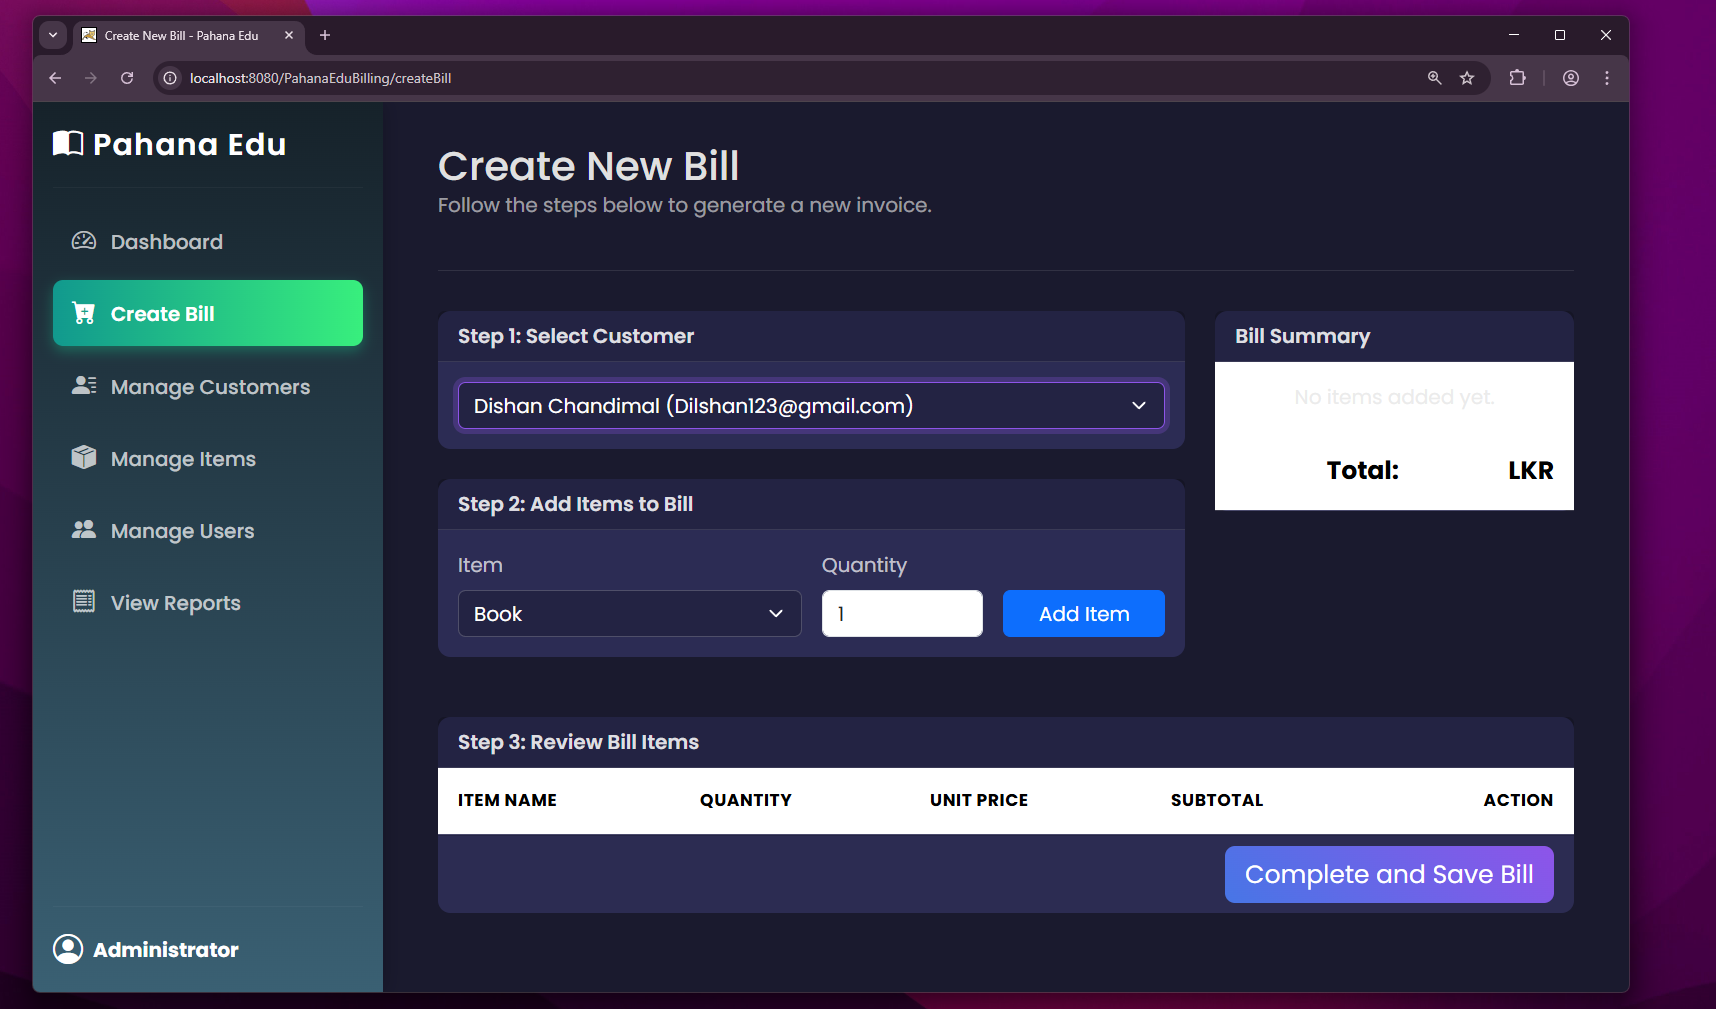 Create New Bill - Pahana Edu
localhost:8080/PahanaEduBilling/createBill
Pahana Edu
Dashboard
Create Bill
Manage Customers
Manage Items
Manage Users
View Reports
Administrator
Create New Bill
Follow the steps below to generate a new invoice.
Step 1: Select Customer
Dishan Chandimal (Dilshan123@gmail.com)
Step 2: Add Items to Bill
Item
Quantity
Book
1
Add Item
Bill Summary
No items added yet.
Total: LKR
Step 3: Review Bill Items
ITEM NAME QUANTITY UNIT PRICE SUBTOTAL ACTION
Complete and Save Bill